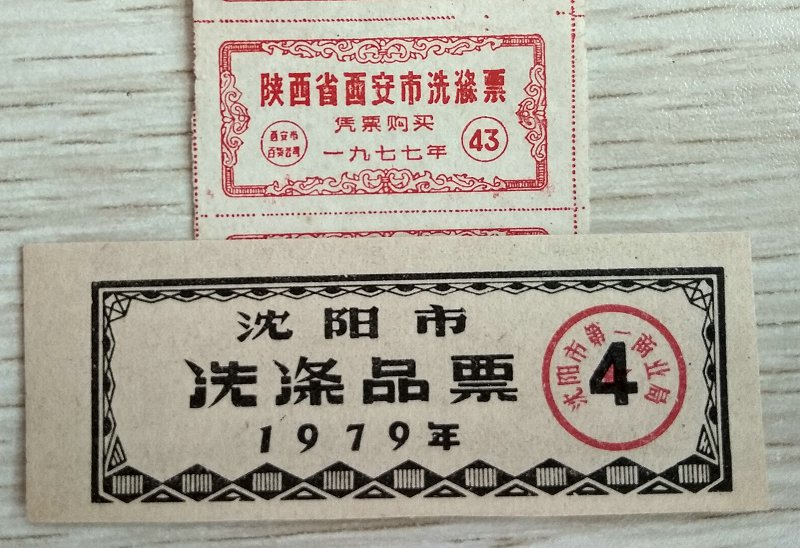 陕西省西安市洗滌票
凭票购买
西安市
百货公司
43
一九七七年
沈阳市
洗涤品票
1979年
沈阳市第一商业局
4